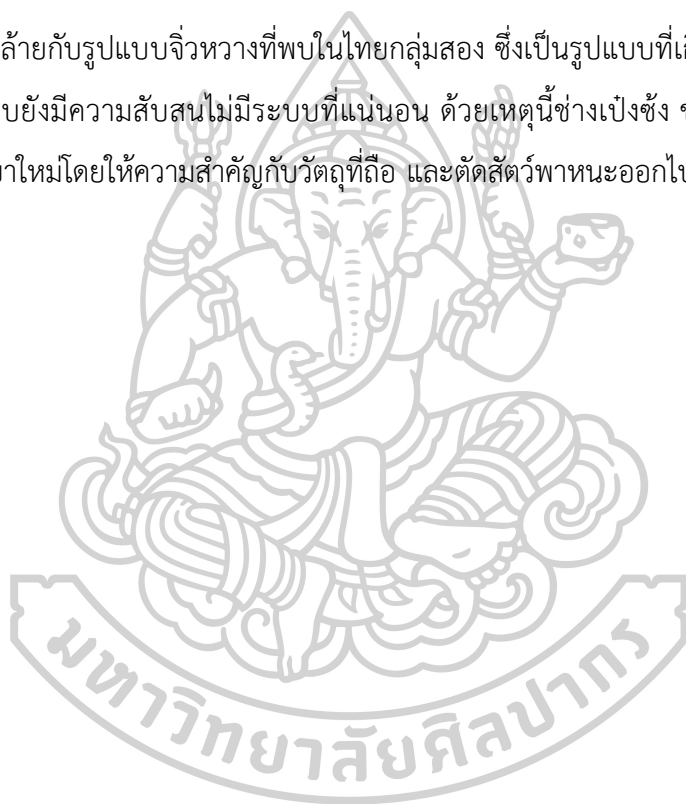 ล้ายกับรูปแบบจิ่วหวางที่พบในไทยกลุ่มสอง ซึ่งเป็นรูปแบบที่
บยังมีความสับสนไม่มีระบบที่แน่นอน ด้วยเหตุนี้ช่างเป๋งซ้ง
มาใหม่โดยให้ความสำคัญกับวัตถุที่ถือ และตัดสัตว์พาหนะออกไป
มหาวิทยาลัยศิลปากร